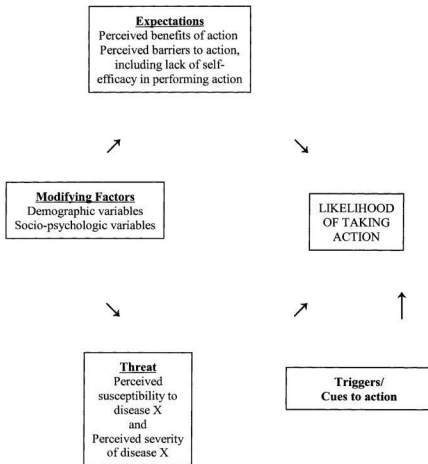 Expectations
Perceived benefits of action
Perceived barriers to action,
including lack of self-
efficacy in performing action
Modifying Factors
Demographic variables
Socio-psychologic variables
LIKELIHOOD
OF TAKING
ACTION
Threat
Perceived
susceptibility to
disease X
and
Perceived severity
of disease X
Triggers/
Cues to action